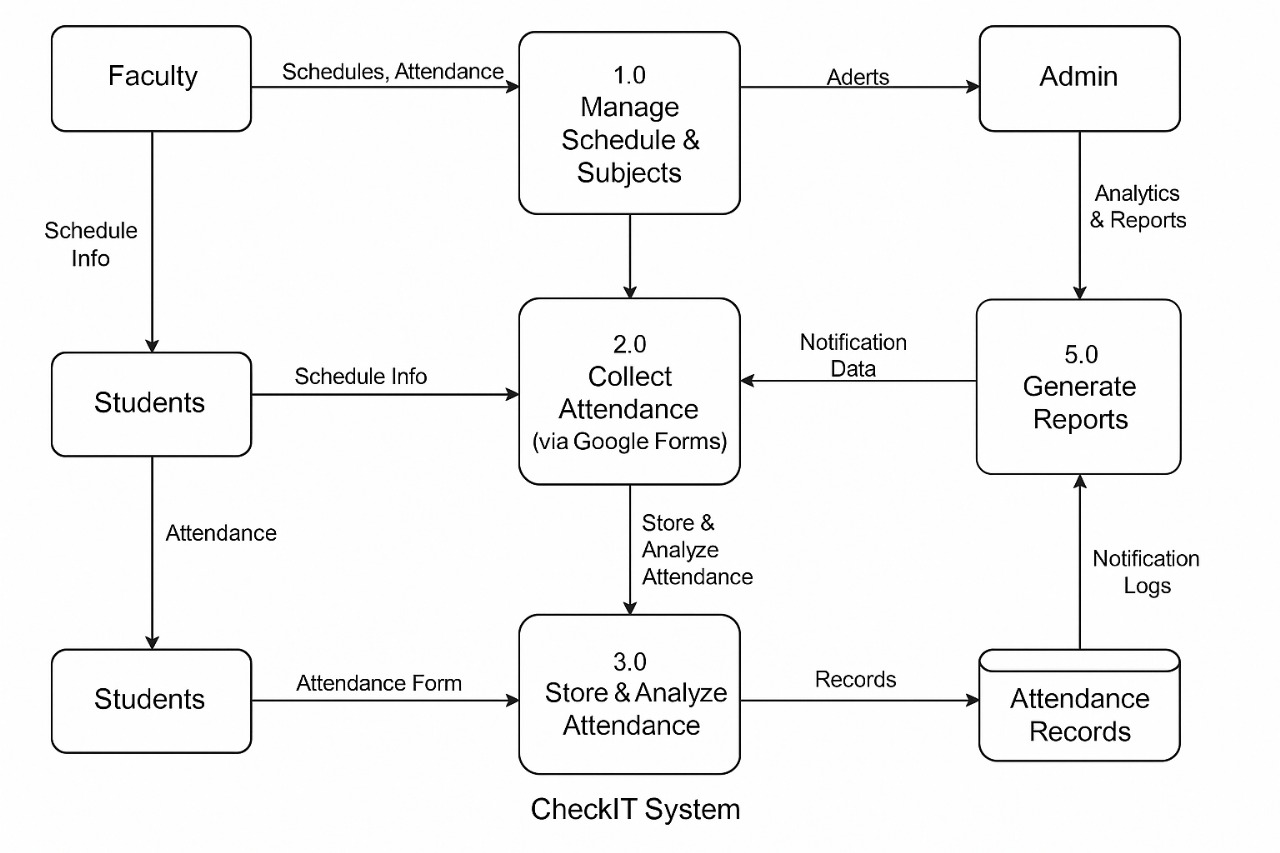 Faculty
Schedules, Attendance
1.0
Manage
Schedule &
Subjects
Aderts
Admin
Schedule
Info
Analytics
& Reports
Students
Schedule Info
2.0
Collect
Attendance
(via Google Forms)
Notification
Data
5.0
Generate
Reports
Attendance
Store &
Analyze
Attendance
Notification
Logs
Students
Attendance Form
3.0
Store & Analyze
Attendance
Records
Attendance
Records
CheckIT System